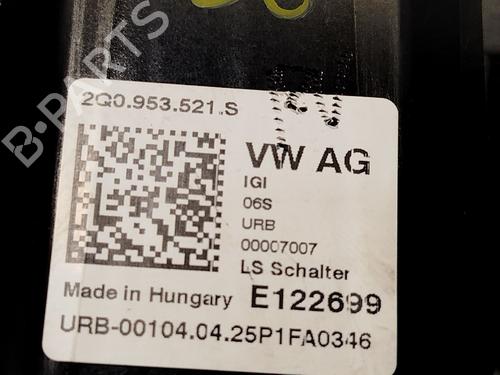 B-PARTS
2Q0.953.521.S
VW AG
IGI
06S
URB
00007007
LS Schalter
Made in Hungary E122699
URB-00104.04.25P1FA0346